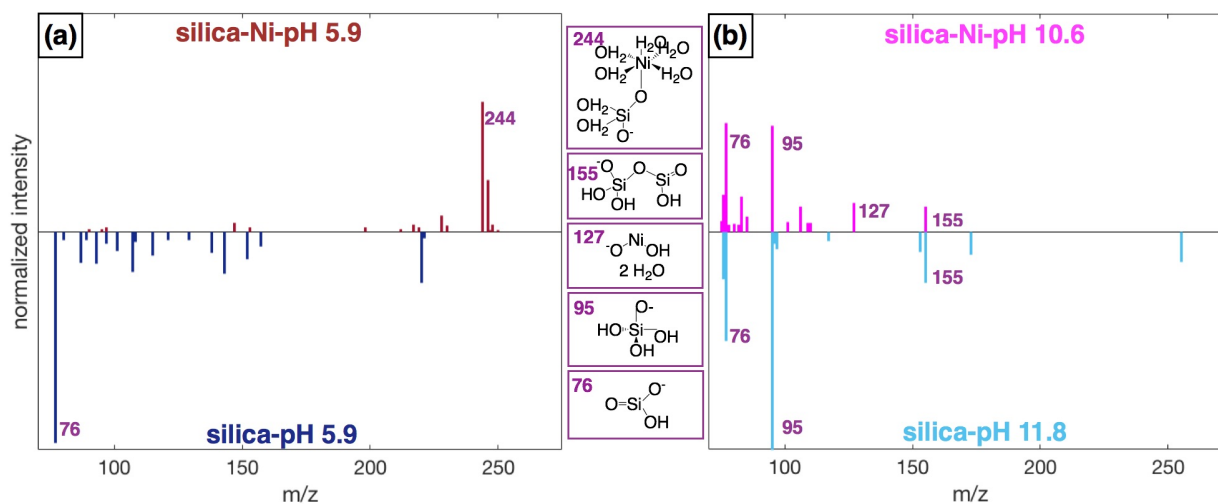 (a)
silica-Ni-pH 5.9
normalized intensity
244
76
silica-pH 5.9
100
150
200
250
m/z
244
H2O
OH2 H2O
Ni
OH2 H2O
O
OH2
Si
OH2
O-
155
-O O O
Si Si
HO
OH OH
127
Ni
-O OH
2 H2O
95
O-
HO Si OH
OH
76
O-
O=Si
OH
(b)
silica-Ni-pH 10.6
76
95
127
155
155
76
95
silica-pH 11.8
100
150
200
250
m/z